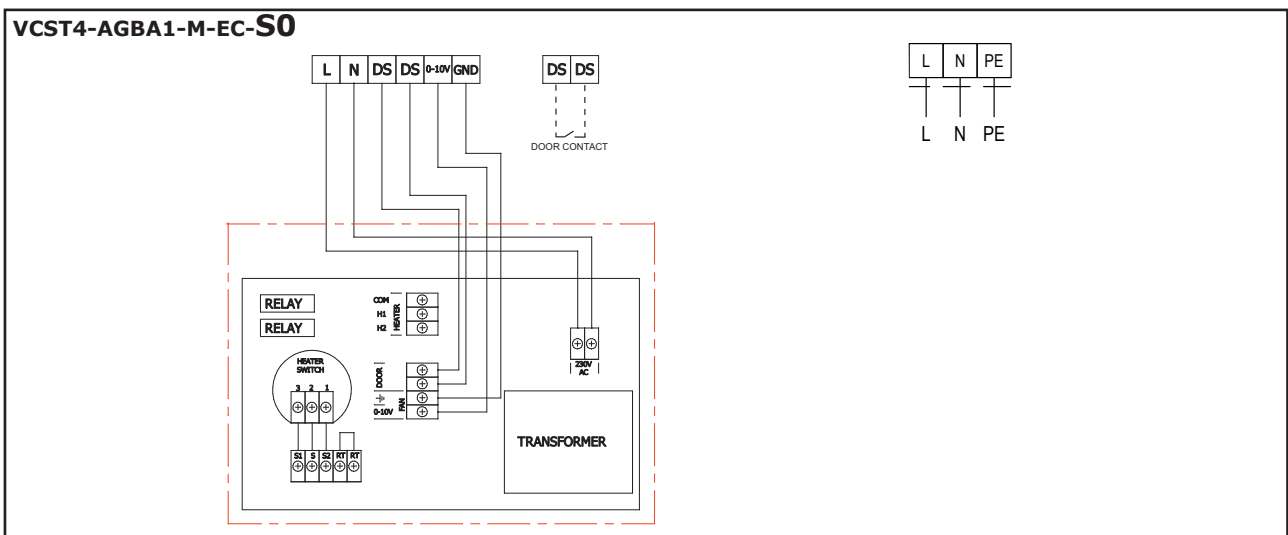 VCST4-AGBA1-M-EC-S0
L N DS DS 0-10V GND
DS DS
DOOR CONTACT
L N PE
L N PE
RELAY
RELAY
COM
H1
H2
HEATER
HEATER
SWITCH
3 2 1
DOOR
FAN
0-10V
S1 S S2 RT RT
230V
AC
TRANSFORMER